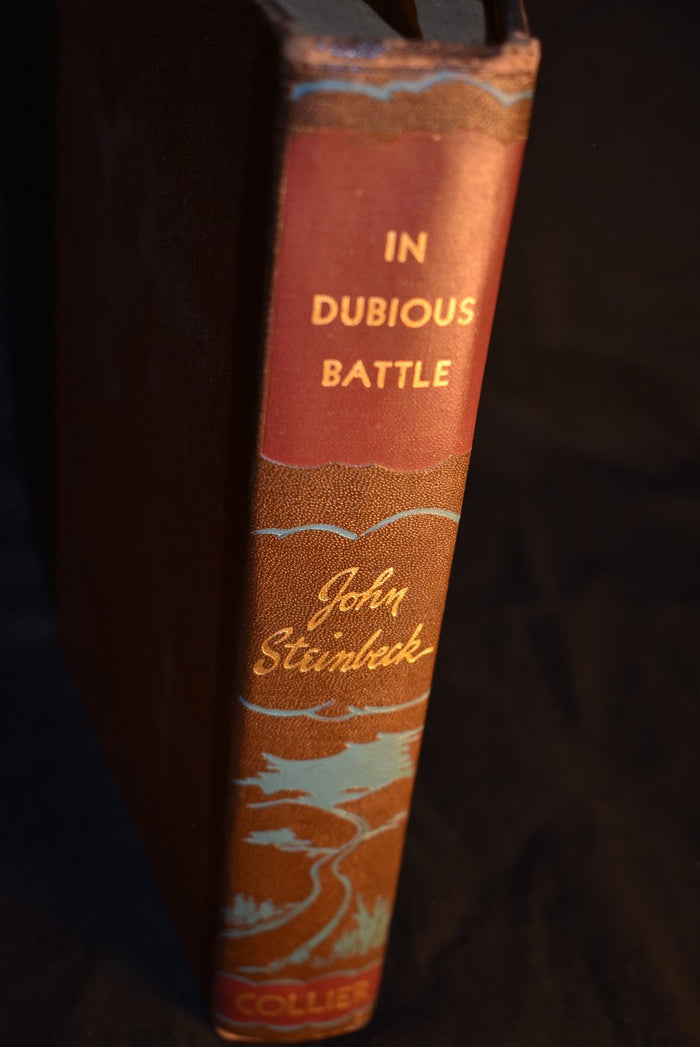 IN
DUBIOUS
BATTLE
John
Steinbeck
COLLIER